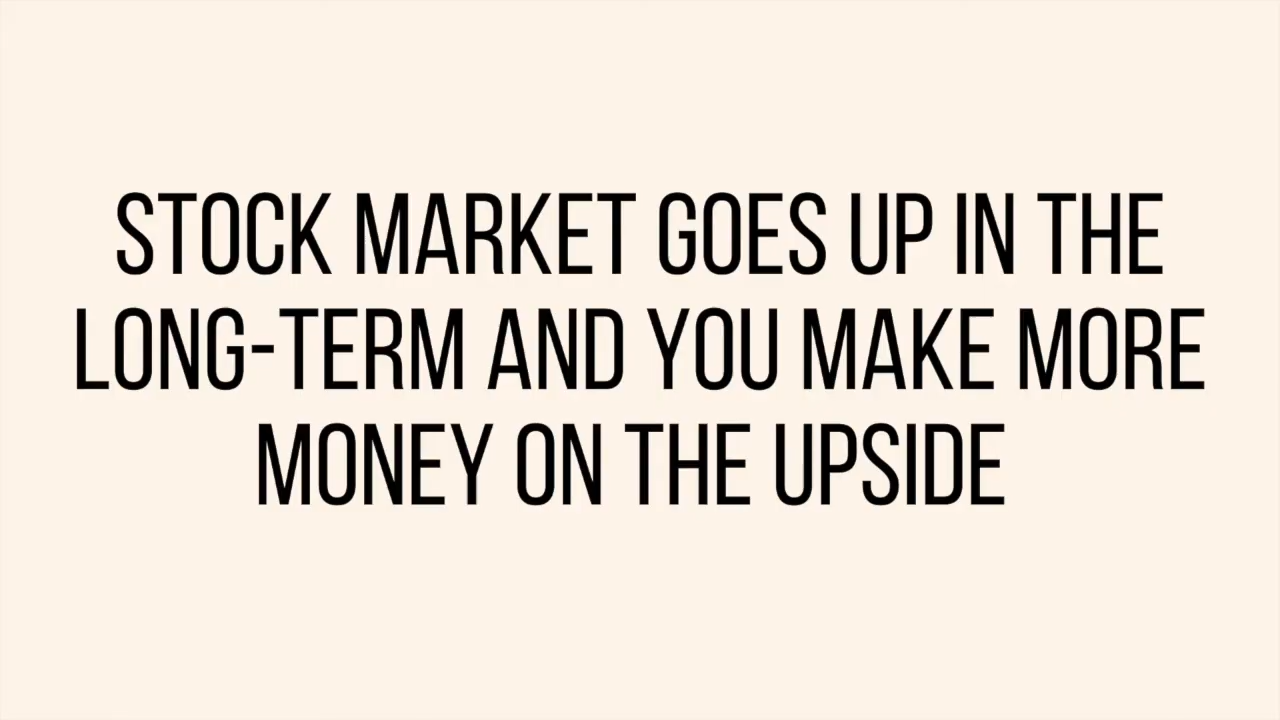 STOCK MARKET GOES UP IN THE
LONG-TERM AND YOU MAKE MORE
MONEY ON THE UPSIDE